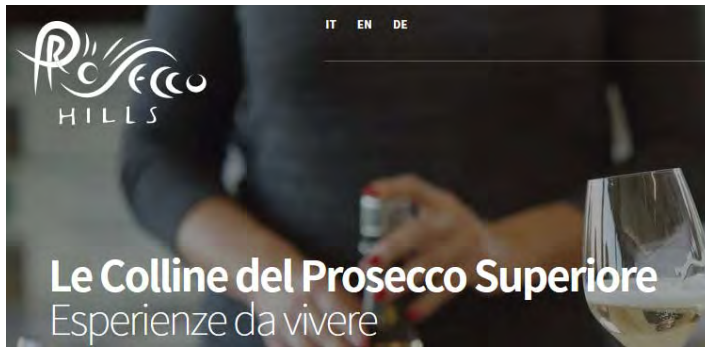 PROSECCO
HILLS
IT EN DE
Le Colline del Prosecco Superiore
Esperienze da vivere